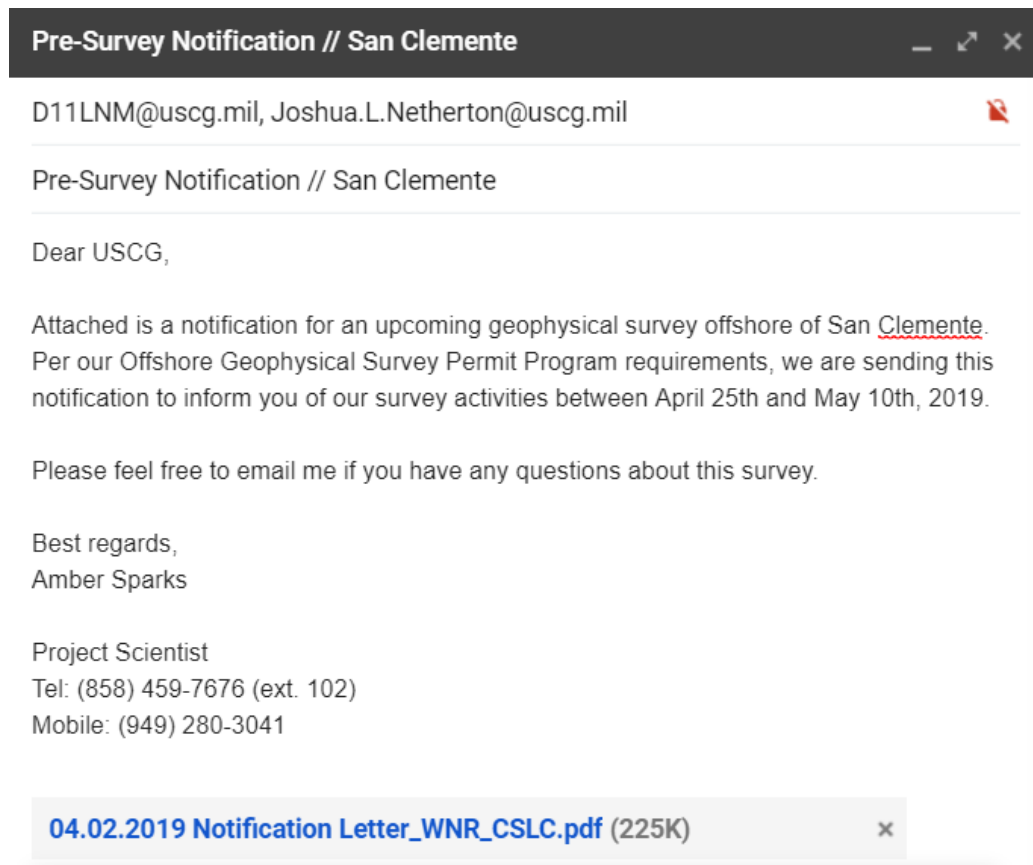 Pre-Survey Notification // San Clemente
D11LNM@uscg.mil, Joshua.L.Netherton@uscg.mil
Pre-Survey Notification // San Clemente
Dear USCG,
Attached is a notification for an upcoming geophysical survey offshore of San Clemente.
Per our Offshore Geophysical Survey Permit Program requirements, we are sending this
notification to inform you of our survey activities between April 25th and May 10th, 2019.
Please feel free to email me if you have any questions about this survey.
Best regards,
Amber Sparks
Project Scientist
Tel: (858) 459-7676 (ext. 102)
Mobile: (949) 280-3041
04.02.2019 Notification Letter_WNR_CSLC.pdf (225K)